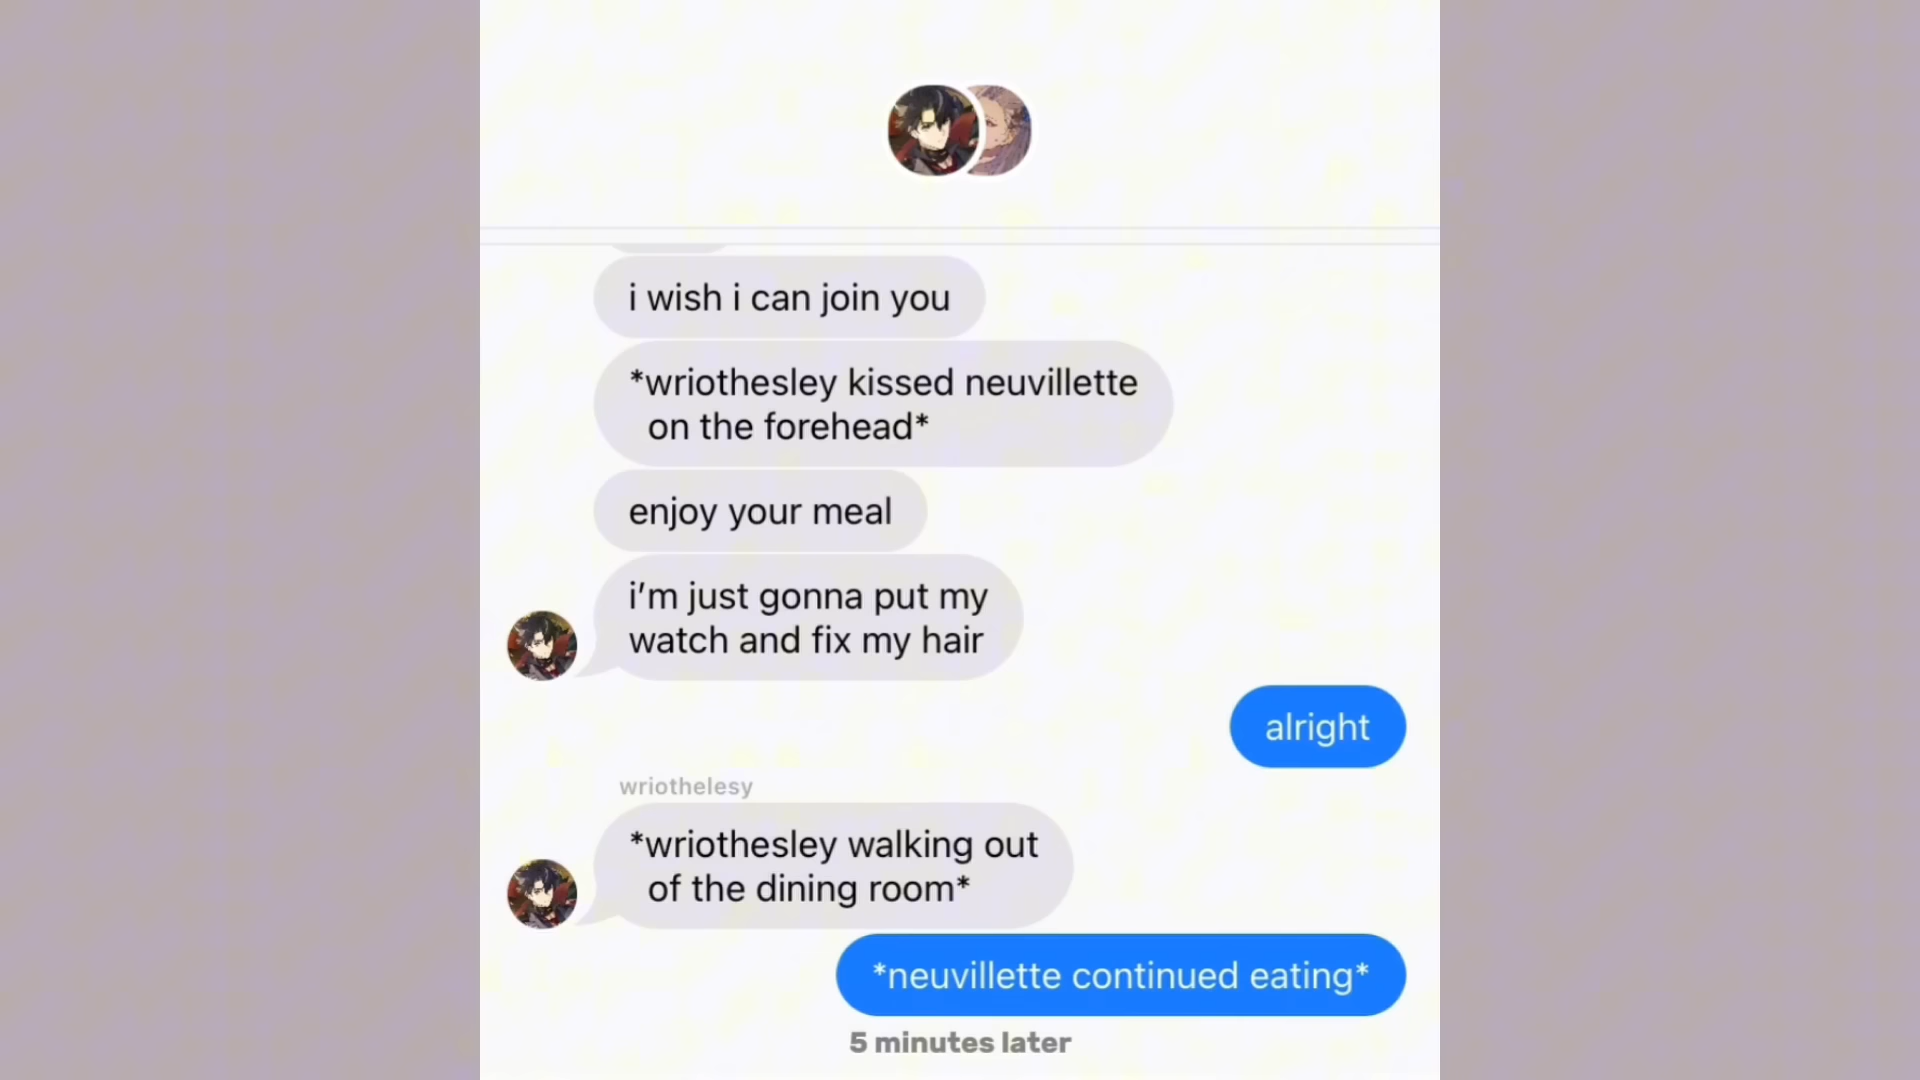 i wish i can join you
*wriothesley kissed neuvillette
on the forehead*
enjoy your meal
i’m just gonna put my
watch and fix my hair
alright
wriothelesy
*wriothesley walking out
of the dining room*
*neuvillette continued eating*
5 minutes later